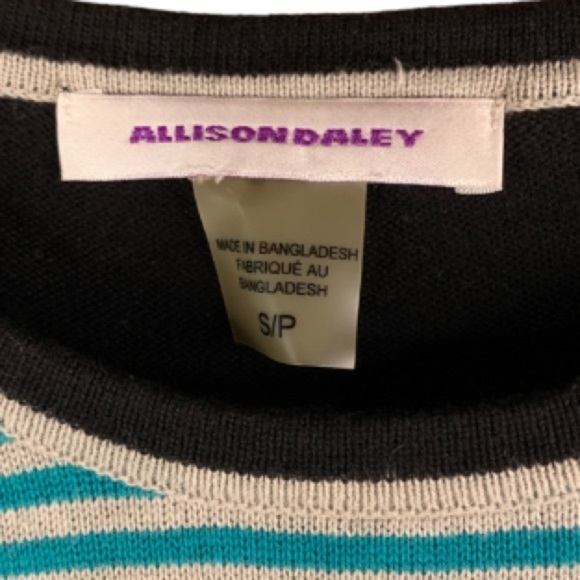 ALLISON DALEY
MADE IN BANGLADESH
FABRIQUÉ AU
BANGLADESH
S/P